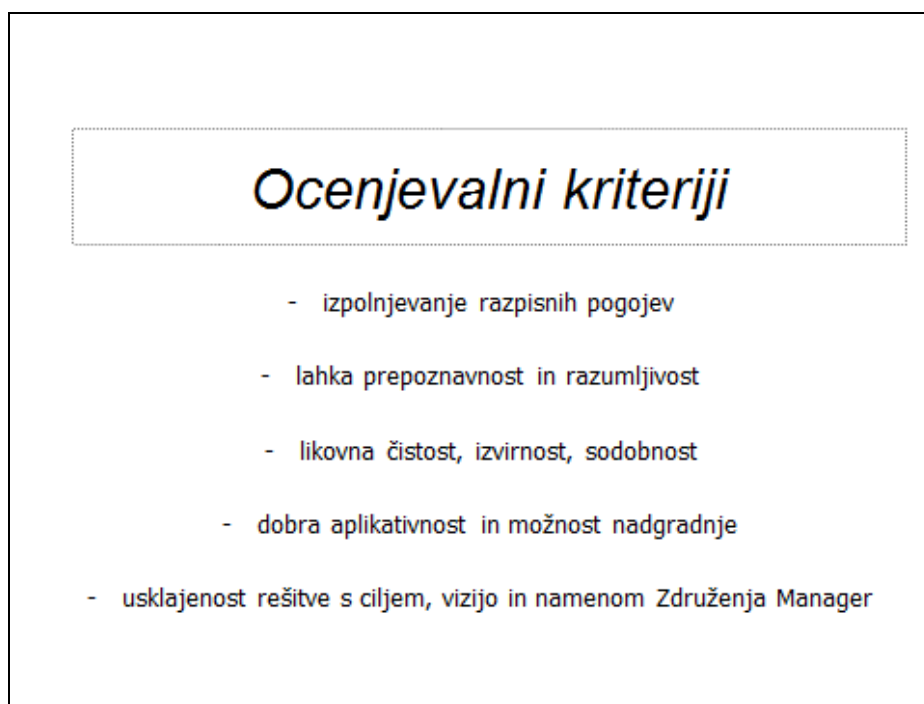 Ocenjevalni kriteriji
- izpolnjevanje razpisnih pogojev
- lahka prepoznavnost in razumljivost
- likovna čistost, izvirnost, sodobnost
- dobra aplikativnost in možnost nadgradnje
- usklajenost rešitve s ciljem, vizijo in namenom Združenja Manager